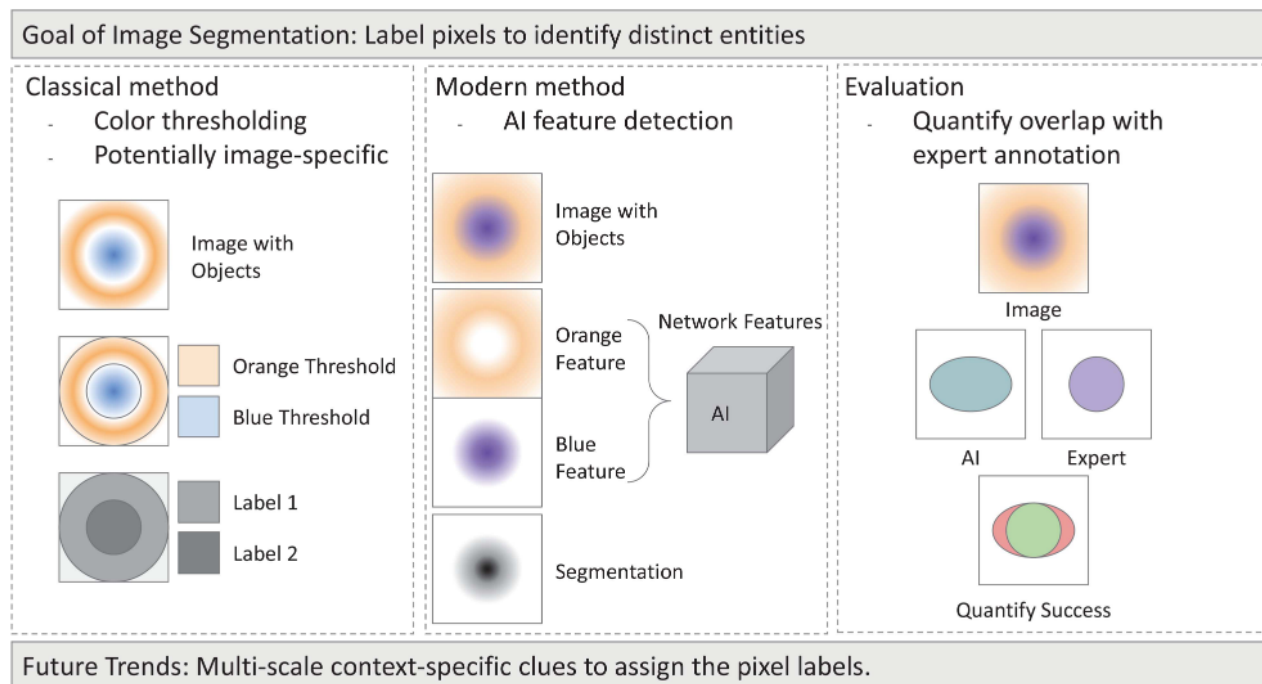 Goal of Image Segmentation: Label pixels to identify distinct entities
Classical method
- Color thresholding
- Potentially image-specific
Image with
Objects
Orange Threshold
Blue Threshold
Label 1
Label 2
Modern method
- AI feature detection
Image with
Objects
Orange
Feature
Network Features
AI
Blue
Feature
Segmentation
Evaluation
- Quantify overlap with
expert annotation
Image
AI
Expert
Quantify Success
Future Trends: Multi-scale context-specific clues to assign the pixel labels.